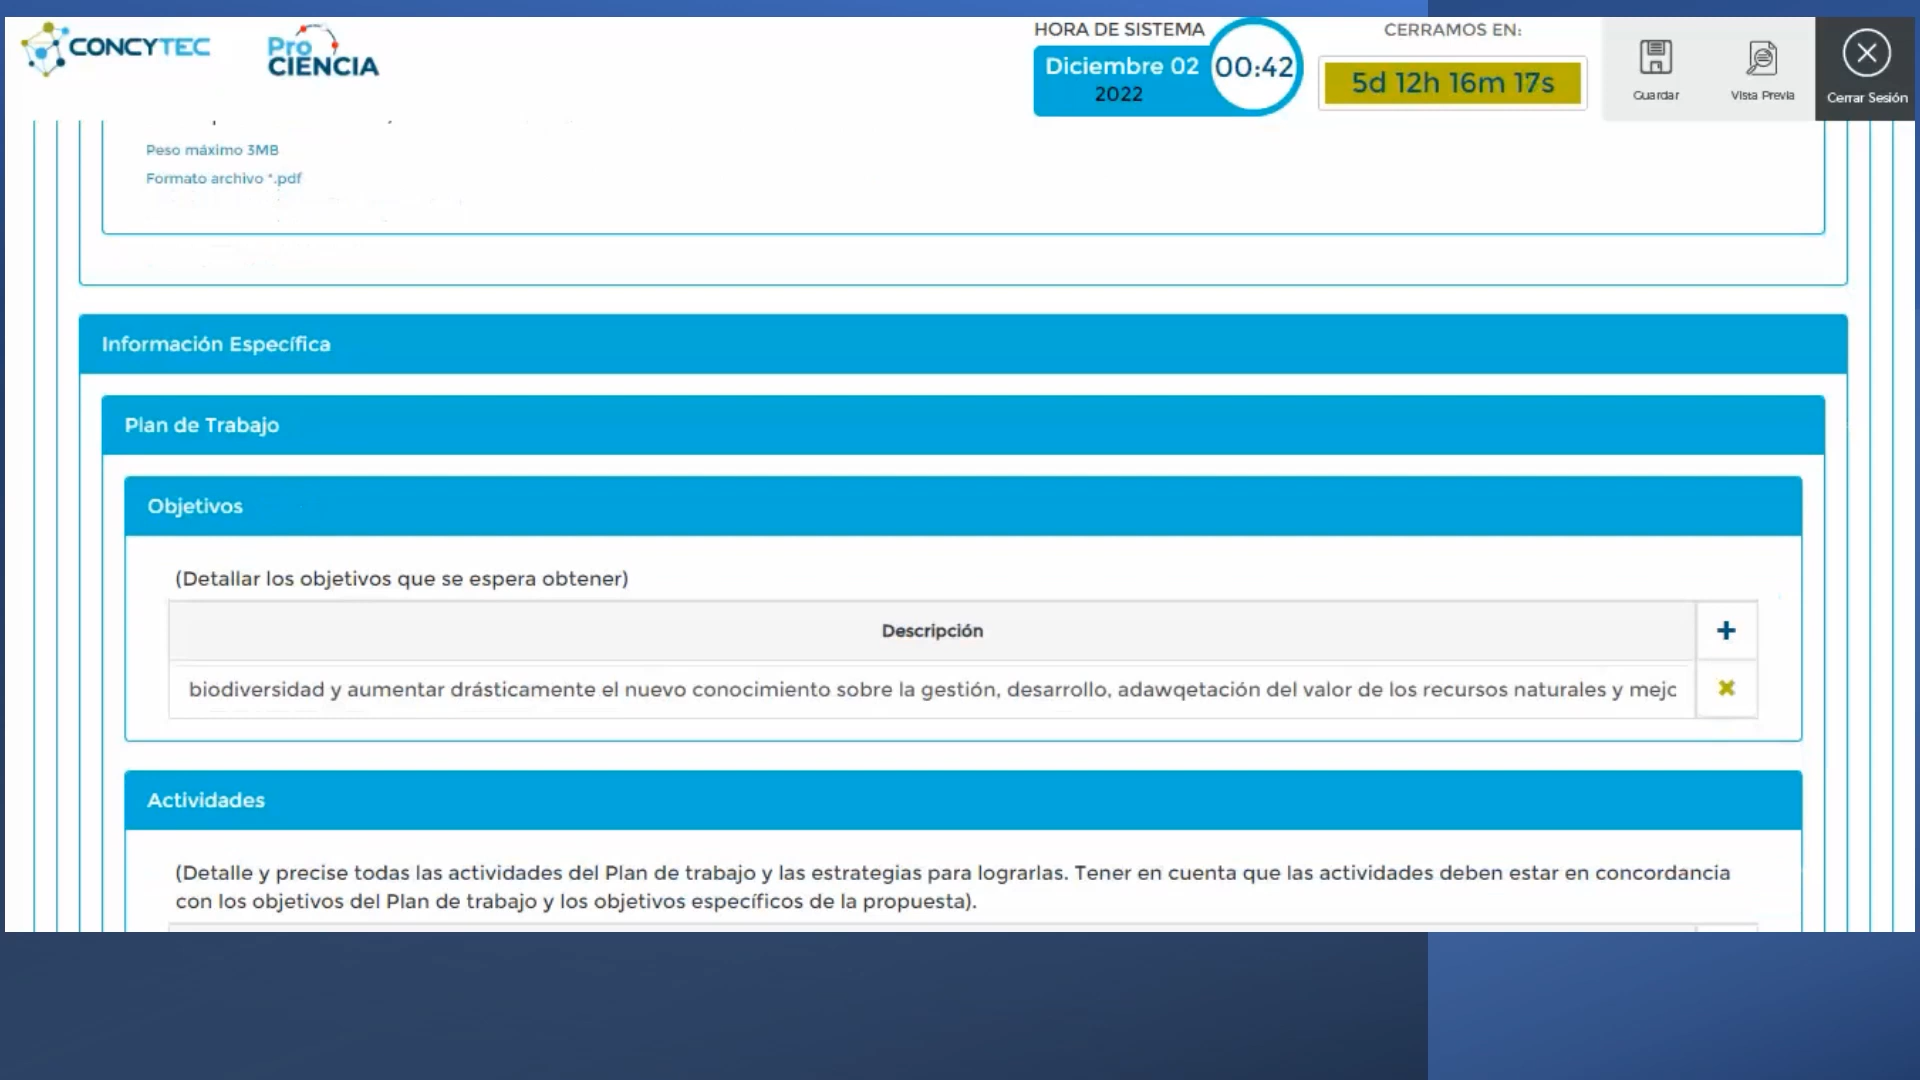 CONCYTEC
Pro
CIENCIA
HORA DE SISTEMA
Diciembre 02
2022
00:42
CERRAMOS EN:
5d 12h 16m 17s
Guardar
Vista Previa
Cerrar Sesión
Peso máximo 3MB
Formato archivo *.pdf
Información Específica
Plan de Trabajo
Objetivos
(Detallar los objetivos que se espera obtener)
Descripción
biodiversidad y aumentar drásticamente el nuevo conocimiento sobre la gestión, desarrollo, adawqetación del valor de los recursos naturales y mejo
Actividades
(Detalle y precise todas las actividades del Plan de trabajo y las estrategias para lograrlas. Tener en cuenta que las actividades deben estar en concordancia
con los objetivos del Plan de trabajo y los objetivos específicos de la propuesta).